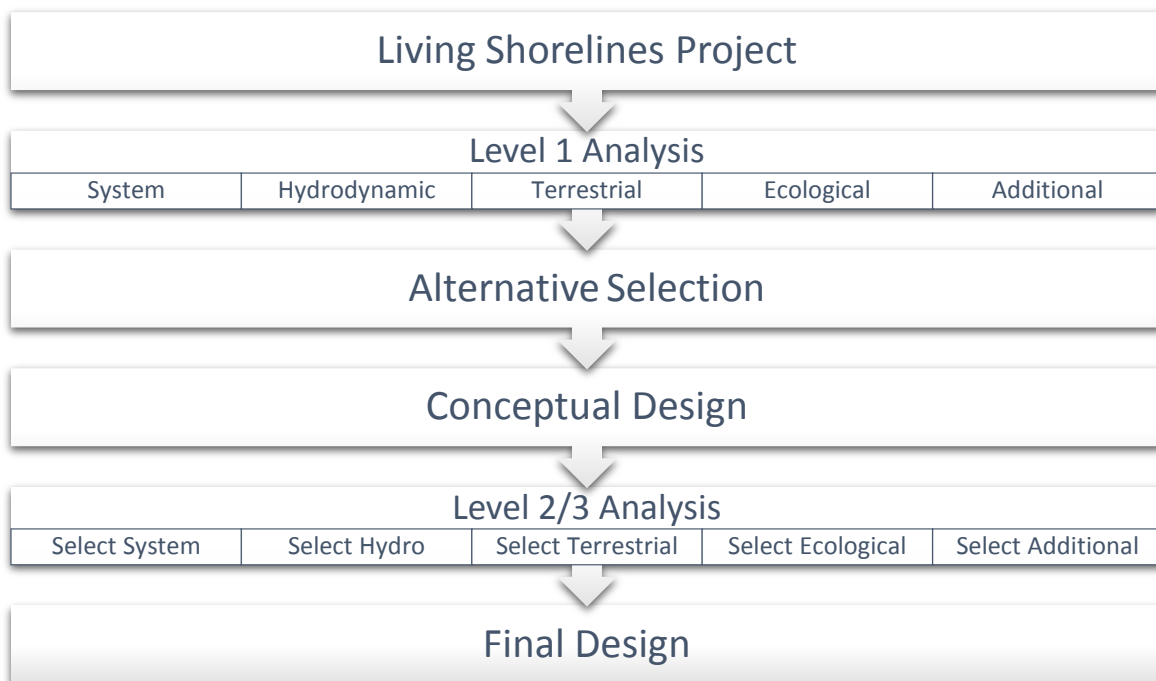 Living Shorelines Project
Level 1 Analysis
System Hydrodynamic Terrestrial Ecological Additional
Alternative Selection
Conceptual Design
Level 2/3 Analysis
Select System Select Hydro Select Terrestrial Select Ecological Select Additional
Final Design